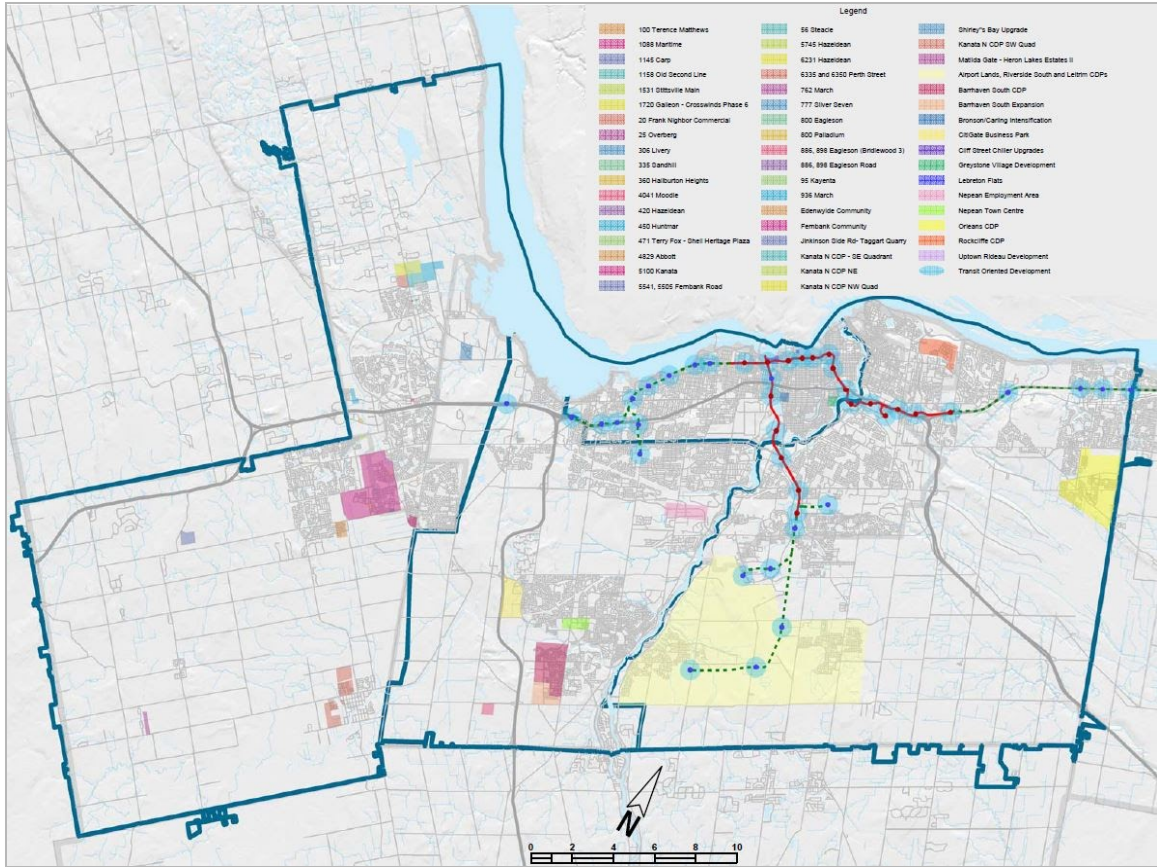 Legend
100 Terence Matthews
1088 Maritime
1145 Carp
1158 Old Second Line
1531 Stittsville Main
1720 Galleon - Crosswinds Phase 6
20 Frank Nighbor Commercial
25 Overberg
306 Livery
335 Sandhill
360 Haliburton Heights
4041 Moodie
420 Hazeldean
450 Huntmar
471 Terry Fox - Shell Heritage Plaza
4829 Abbott
5100 Kanata
5541, 5505 Fernbank Road
56 Steacie
5745 Hazeldean
6231 Hazeldean
6335 and 6350 Perth Street
762 March
777 Silver Seven
800 Eagleson
800 Palladium
886, 898 Eagleson (Bridlewood 3)
886, 898 Eagleson Road
95 Kayenta
936 March
Edenwylde Community
Fernbank Community
Jinkinson Side Rd- Taggart Quarry
Kanata N CDP - SE Quadrant
Kanata N CDP NE
Kanata N CDP NW Quad
Shirley"s Bay Upgrade
Kanata N CDP SW Quad
Matilda Gate - Heron Lakes Estates II
Airport Lands, Riverside South and Leitrim CDPs
Barrhaven South CDP
Barrhaven South Expansion
Bronson/Carling Intensification
CitiGate Business Park
Cliff Street Chiller Upgrades
Greystone Village Development
Lebreton Flats
Nepean Employment Area
Nepean Town Centre
Orleans CDP
Rockcliffe CDP
Uptown Rideau Development
Transit Oriented Development
N
0 2 4 6 8 10